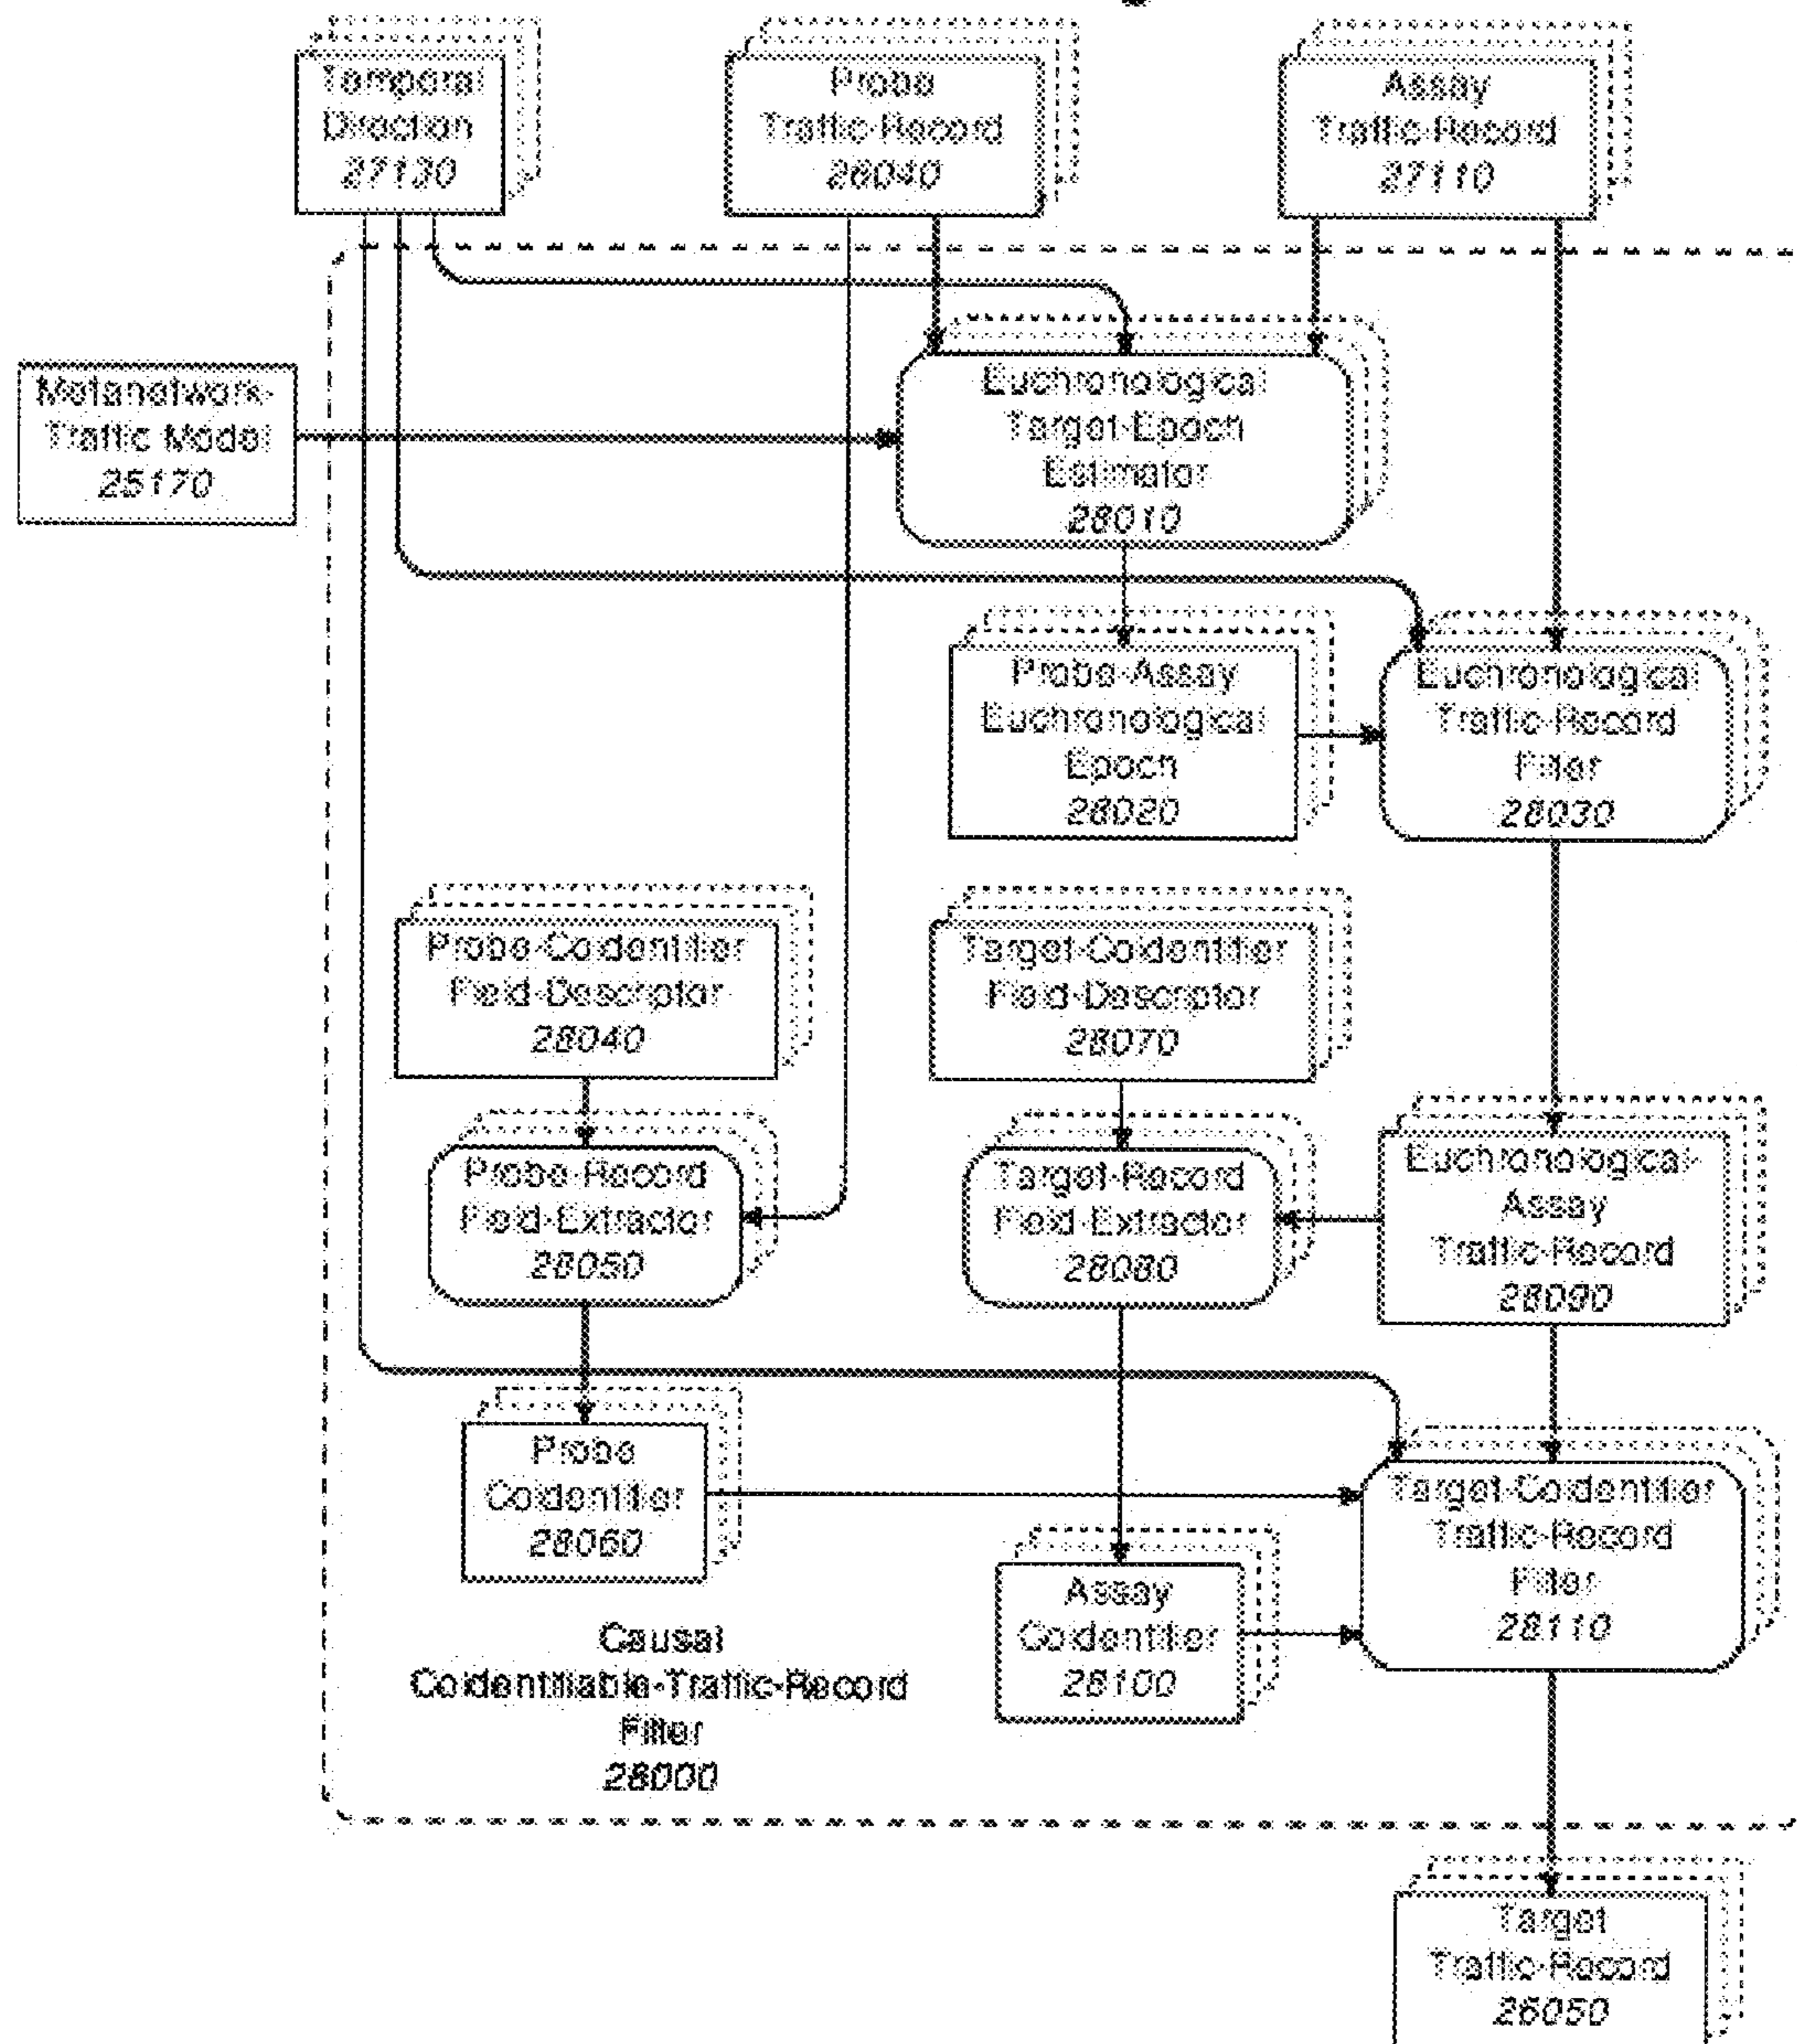 Temporal
Direction
27130
Probe
Traffic-Record
26040
Assay
Traffic-Record
27110
Metanetwork-
Traffic Model
25170
Euchronological
Target-Epoch
Estimator
28010
Probe-Assay
Euchronological
Epoch
28020
Euchronological
Traffic-Record
Filter
28030
Probe-Coidentifier
Field-Descriptor
28040
Target-Coidentifier
Field-Descriptor
28070
Probe-Record
Field-Extractor
28050
Target-Record
Field-Extractor
28080
Euchronological-
Assay
Traffic-Record
28090
Probe
Coidentifier
28060
Target-Coidentifier
Traffic-Record
Filter
28110
Assay
Coidentifier
28100
Causal
Coidentifiable-Traffic-Record
Filter
28000
Target
Traffic-Record
26050